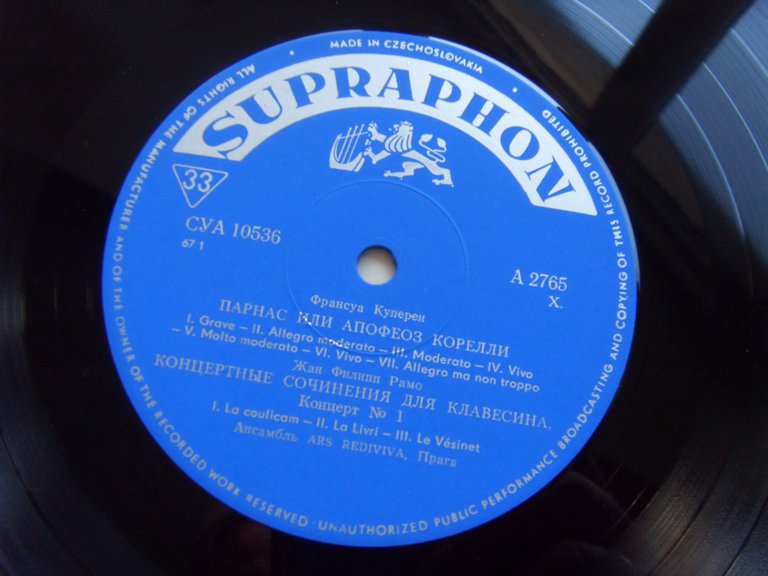 MADE IN CZECHOSLOVAKIA
SUPRAPHON
33
СУА 10536
67 1
А 2765
X.
Франсуа Куперен
ПАРНАС ИЛИ АПОФЕОЗ КОРЕЛЛИ
I. Grave – II. Allegro moderato – III. Moderato – IV. Vivo
– V. Molto moderato – VI. Vivo – VII. Allegro ma non troppo
Жан Филипп Рамо
КОНЦЕРТНЫЕ СОЧИНЕНИЯ ДЛЯ КЛАВЕСИНА,
Концерт № 1
I. La coulicam – II. La Livri – III. Le Vésinet
Ансамбль ARS REDIVIVA, Прага
ALL RIGHTS OF THE MANUFACTURER AND OF THE OWNER OF THE RECORDED WORK RESERVED · UNAUTHORIZED PUBLIC PERFORMANCE BROADCASTING AND COPYING OF THIS RECORD PROHIBITED